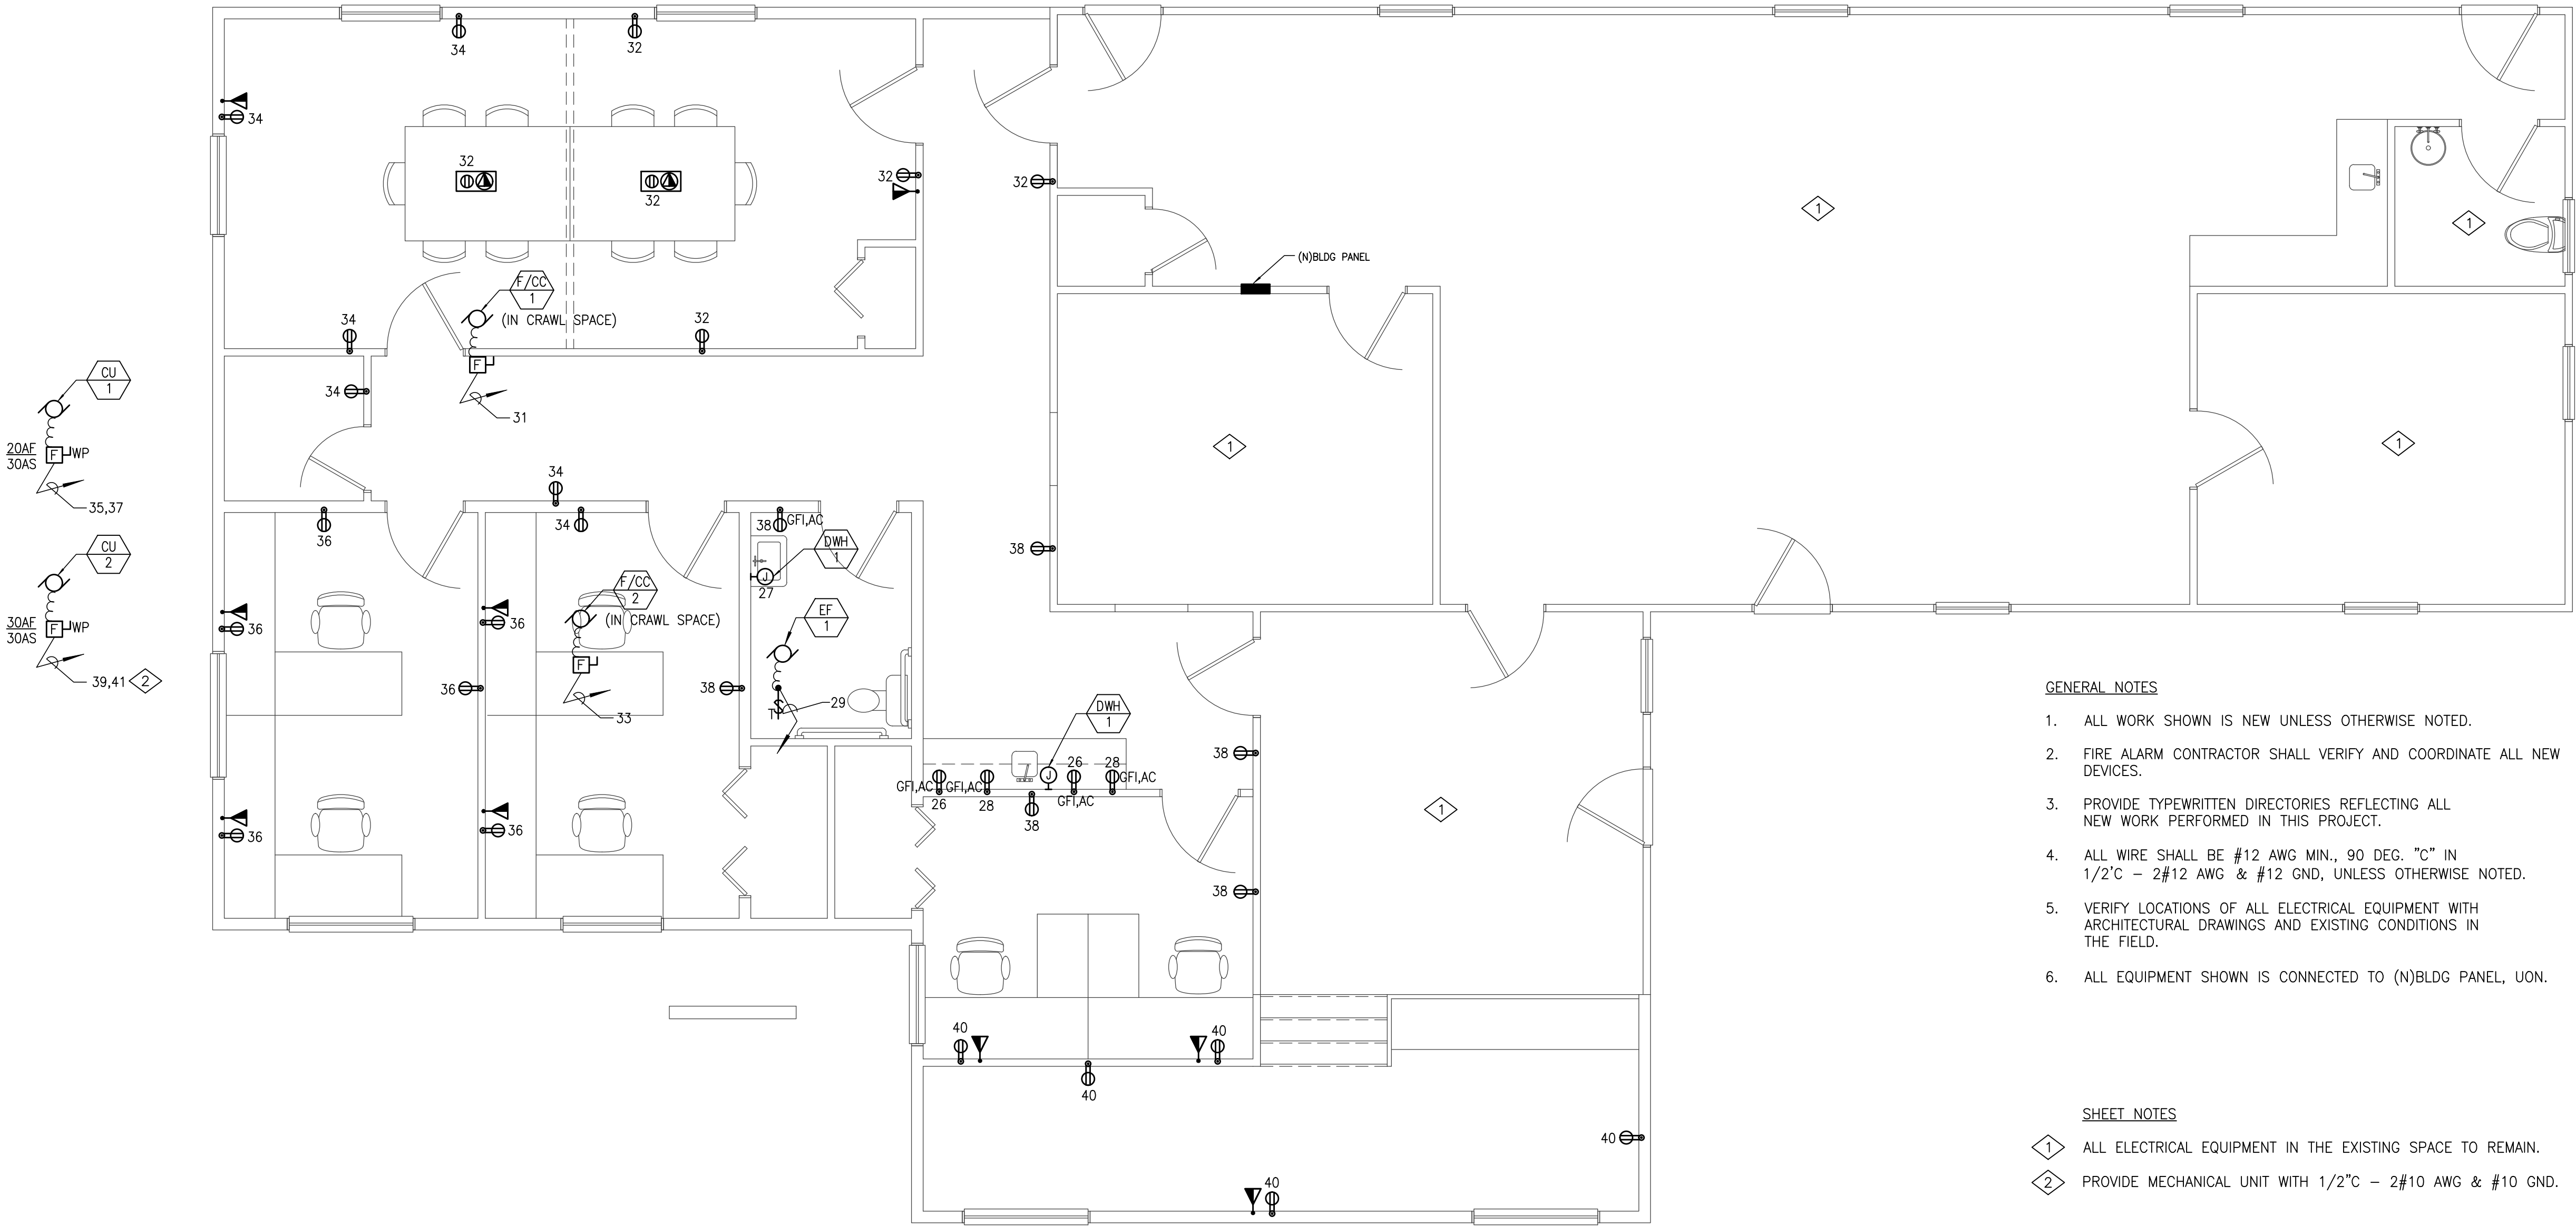 34
32
34
32
32
32
32
1
1
(N)BLDG PANEL
F/CC
1
(IN CRAWL SPACE)
34
32
F
34
31
CU
1
20AF
30AS
F
WP
35,37
1
1
34
34
36
38
GFI,AC
DWH
1
J
27
38
CU
2
30AF
30AS
F
WP
39,41
2
36
36
F/CC
2
(IN CRAWL SPACE)
F
33
EF
1
29
$
T
36
38
DWH
1
J
38
26
28
GFI,AC
GFI,AC
GFI,AC
GFI,AC
26
28
38
36
36
38
1
40
40
40
40
40
GENERAL NOTES
1. ALL WORK SHOWN IS NEW UNLESS OTHERWISE NOTED.
2. FIRE ALARM CONTRACTOR SHALL VERIFY AND COORDINATE ALL NEW
DEVICES.
3. PROVIDE TYPEWRITTEN DIRECTORIES REFLECTING ALL
NEW WORK PERFORMED IN THIS PROJECT.
4. ALL WIRE SHALL BE #12 AWG MIN., 90 DEG. "C" IN
1/2'C – 2#12 AWG & #12 GND, UNLESS OTHERWISE NOTED.
5. VERIFY LOCATIONS OF ALL ELECTRICAL EQUIPMENT WITH
ARCHITECTURAL DRAWINGS AND EXISTING CONDITIONS IN
THE FIELD.
6. ALL EQUIPMENT SHOWN IS CONNECTED TO (N)BLDG PANEL, UON.
SHEET NOTES
1 ALL ELECTRICAL EQUIPMENT IN THE EXISTING SPACE TO REMAIN.
2 PROVIDE MECHANICAL UNIT WITH 1/2"C – 2#10 AWG & #10 GND.